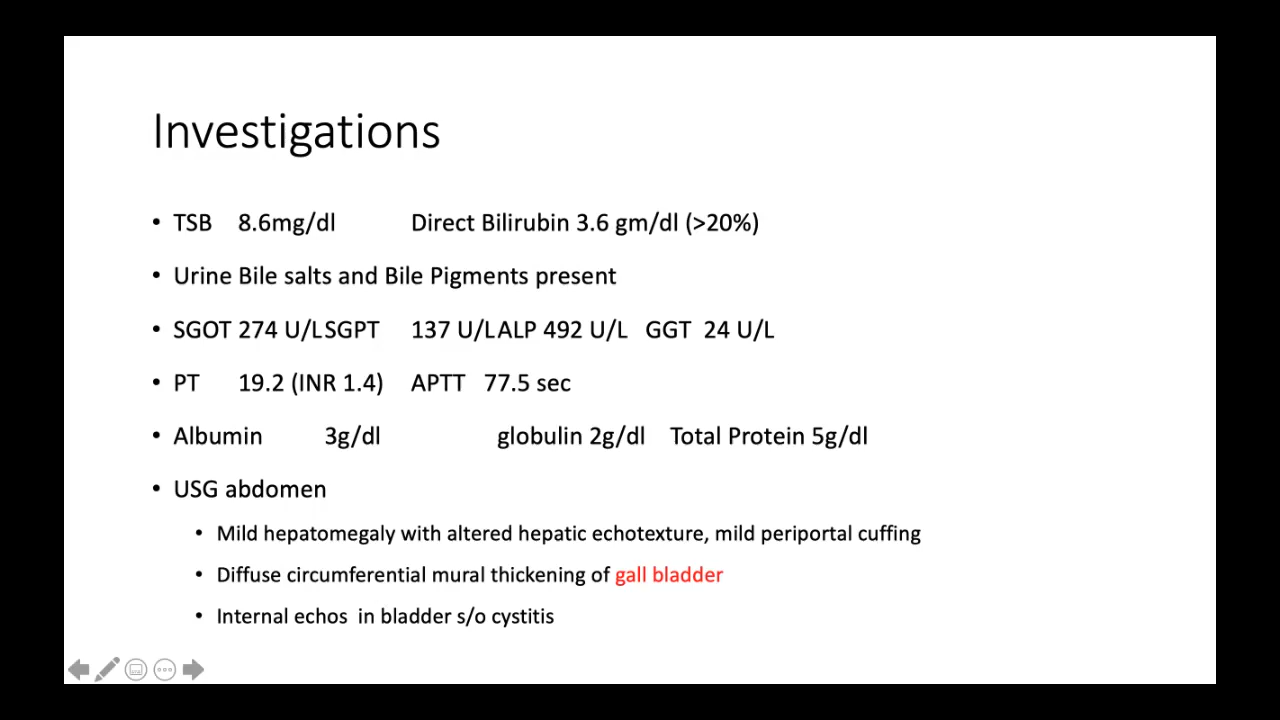 Investigations
• TSB 8.6mg/dl Direct Bilirubin 3.6 gm/dl (>20%)
• Urine Bile salts and Bile Pigments present
• SGOT 274 U/LSGPT 137 U/LALP 492 U/L GGT 24 U/L
• PT 19.2 (INR 1.4) APTT 77.5 sec
• Albumin 3g/dl globulin 2g/dl Total Protein 5g/dl
• USG abdomen
• Mild hepatomegaly with altered hepatic echotexture, mild periportal cuffing
• Diffuse circumferential mural thickening of gall bladder
• Internal echos in bladder s/o cystitis